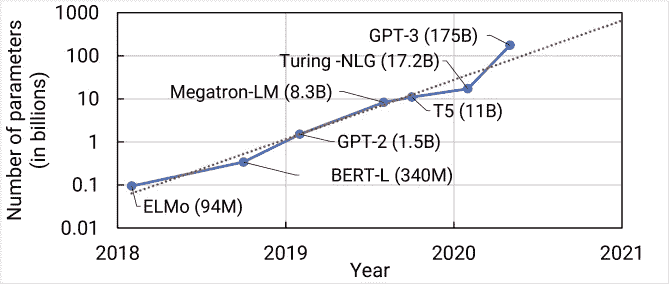 Number of parameters
(in billions)
1000
100
10
1
0.1
0.01
GPT-3 (175B)
Turing -NLG (17.2B)
Megatron-LM (8.3B)
T5 (11B)
GPT-2 (1.5B)
BERT-L (340M)
ELMo (94M)
2018 2019 2020 2021
Year